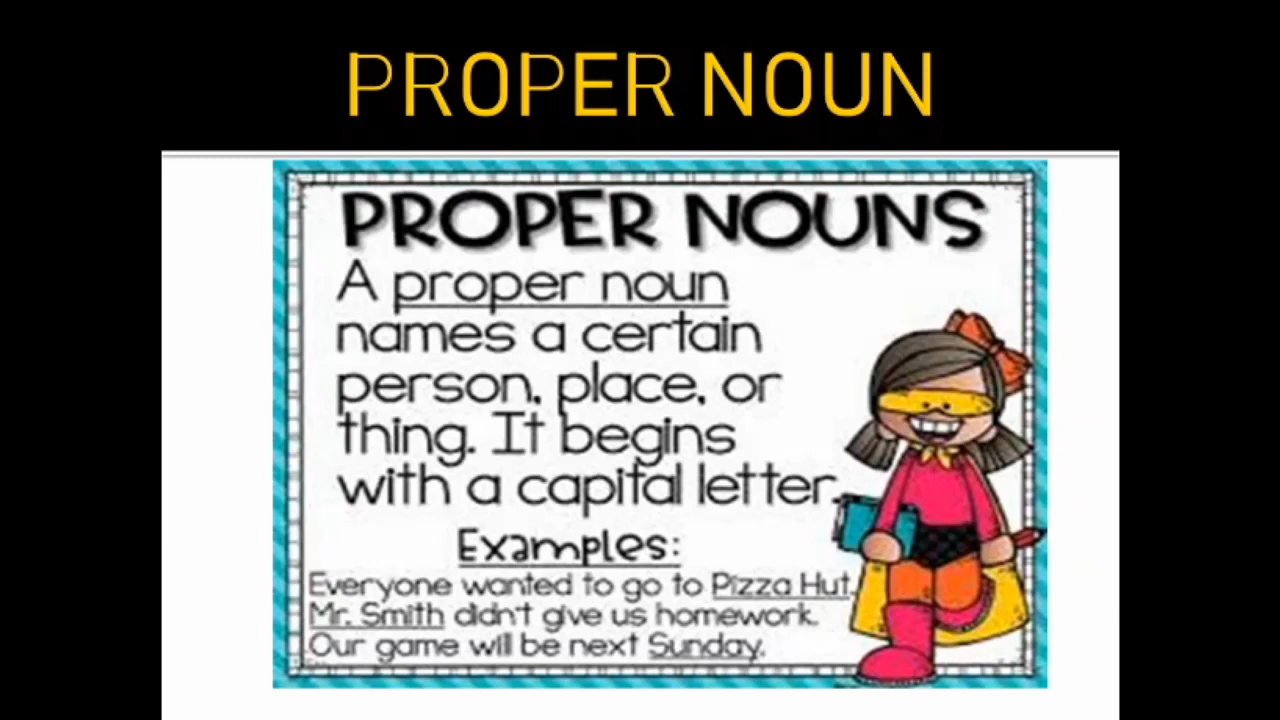 PROPER NOUN
PROPER NOUNS
A proper noun
names a certain
person, place, or
thing. It begins
with a capital letter.
Examples:
Everyone wanted to go to Pizza Hut.
Mr. Smith didn't give us homework.
Our game will be next Sunday.